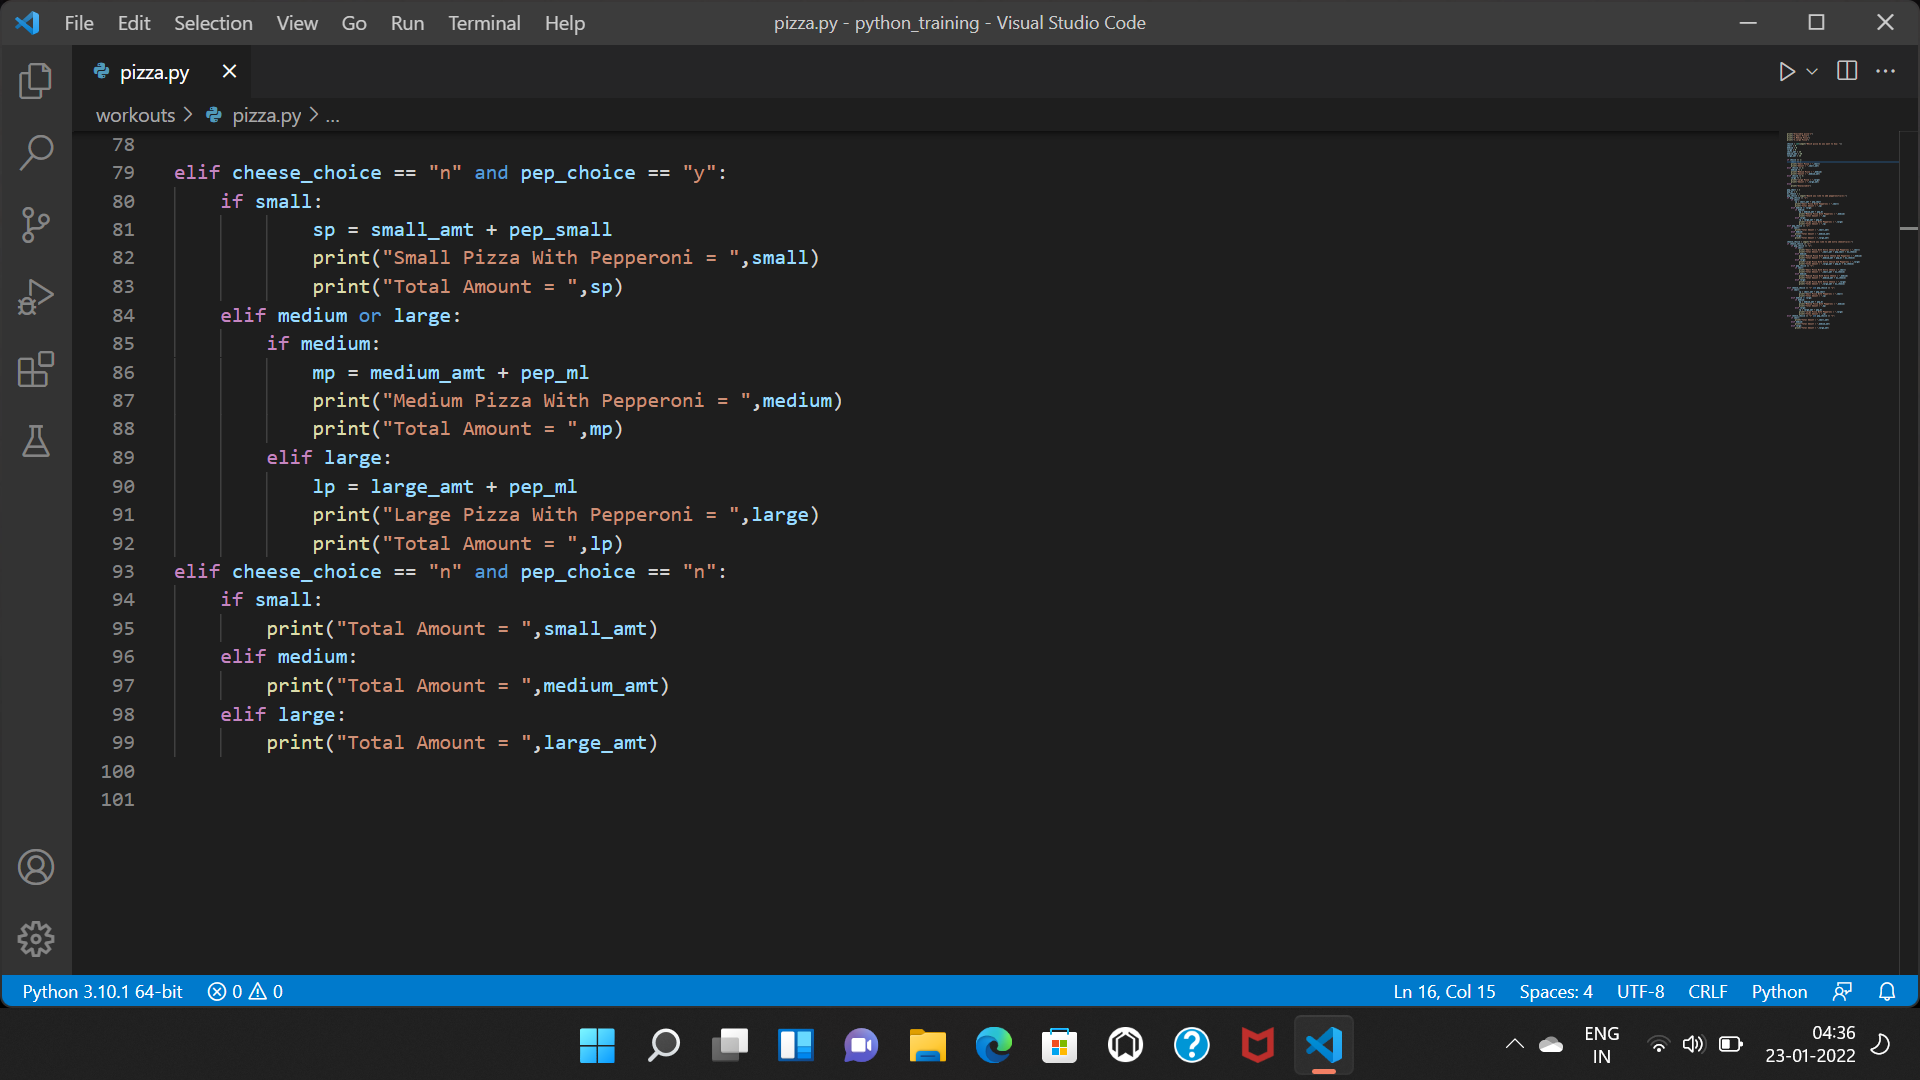 File Edit Selection View Go Run Terminal Help pizza.py - python_training - Visual Studio Code
pizza.py
workouts > pizza.py > ...
78
79 elif cheese_choice == "n" and pep_choice == "y":
80 if small:
81 sp = small_amt + pep_small
82 print("Small Pizza With Pepperoni = ",small)
83 print("Total Amount = ",sp)
84 elif medium or large:
85 if medium:
86 mp = medium_amt + pep_ml
87 print("Medium Pizza With Pepperoni = ",medium)
88 print("Total Amount = ",mp)
89 elif large:
90 lp = large_amt + pep_ml
91 print("Large Pizza With Pepperoni = ",large)
92 print("Total Amount = ",lp)
93 elif cheese_choice == "n" and pep_choice == "n":
94 if small:
95 print("Total Amount = ",small_amt)
96 elif medium:
97 print("Total Amount = ",medium_amt)
98 elif large:
99 print("Total Amount = ",large_amt)
100
101
Python 3.10.1 64-bit 0 0 Ln 16, Col 15 Spaces: 4 UTF-8 CRLF Python
ENG
IN
04:36
23-01-2022